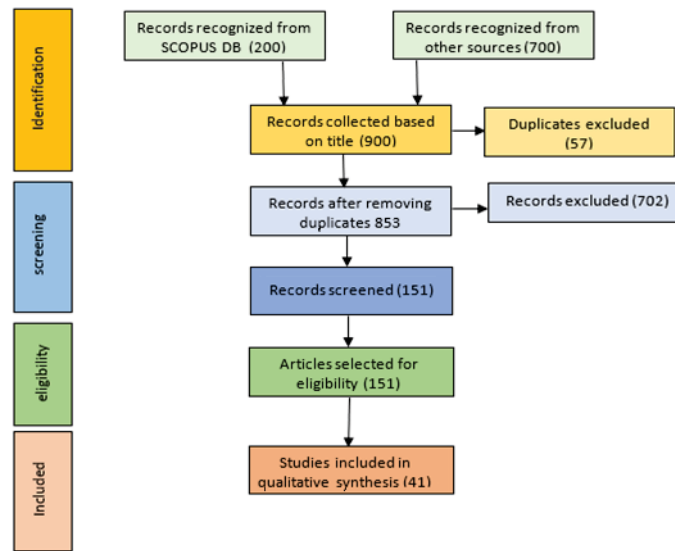 Records recognized from
SCOPUS DB (200)
Records recognized from
other sources (700)
Identification
Records collected based
on title (900)
Duplicates excluded
(57)
screening
Records after removing
duplicates 853
Records excluded (702)
Records screened (151)
eligibility
Articles selected for
eligibility (151)
Included
Studies included in
qualitative synthesis (41)